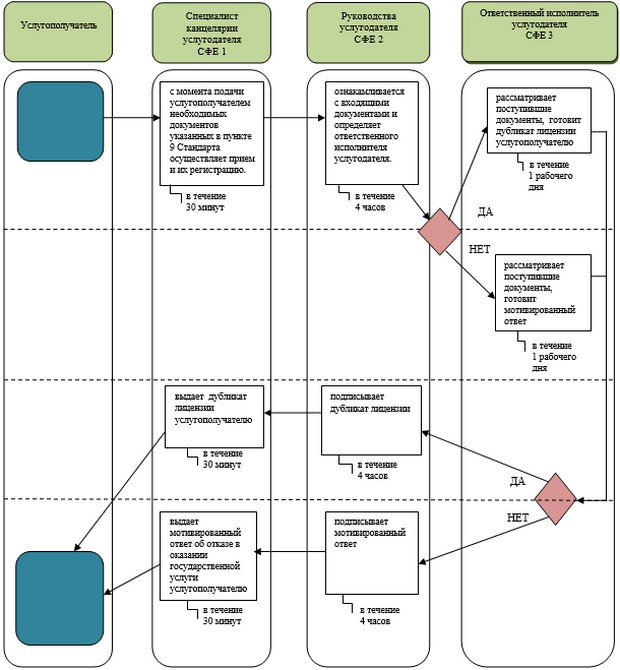 Услугополучатель
Специалист
канцелярии
услугодателя
СФЕ 1
Руководства
услугодателя
СФЕ 2
Ответственный исполнитель
услугодателя
СФЕ 3
с момента подачи
услугополучателем
необходимых
документов
указанных в пункте
9 Стандарта
осуществляет прием
и их регистрацию.
в течение
30 минут
ознакамливается
с входящими
документами и
определяет
ответственного
исполнителя
услугодателя.
в течение
4 часов
рассматривает
поступившие
документы, готовит
дубликат лицензии
услугополучателю
в течение
1 рабочего
дня
ДА
НЕТ
рассматривает
поступившие
документы,
готовит
мотивированный
ответ
в течение
1 рабочего
дня
выдает дубликат
лицензии
услугополучателю
в течение
30 минут
подписывает
дубликат лицензии
в течение
4 часов
ДА
НЕТ
выдает
мотивированный
ответ об отказе в
оказании
государственной
услуги
услугополучателю
в течение
30 минут
подписывает
мотивированный
ответ
в течение
4 часов